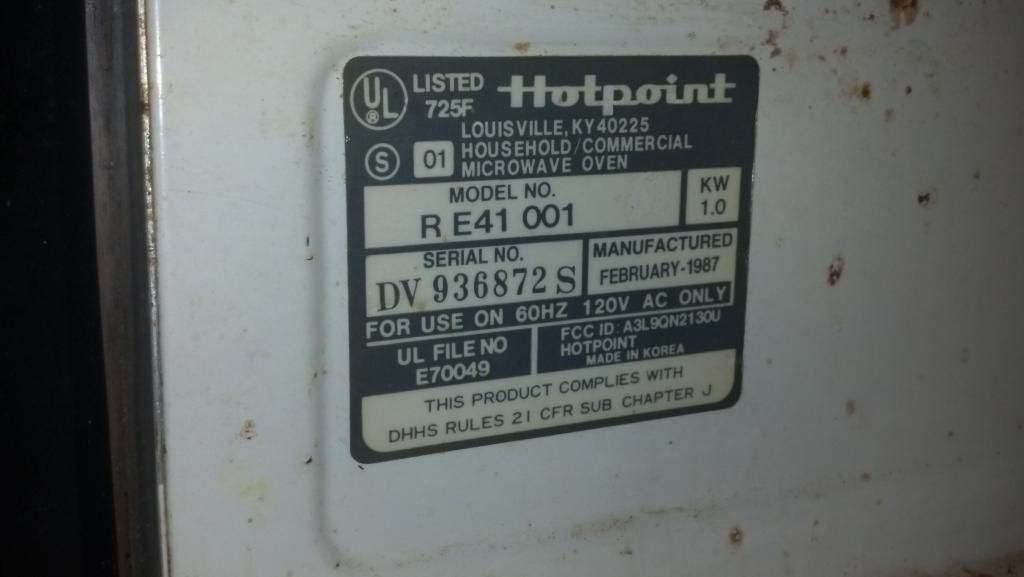 UL ® LISTED 725F Hotpoint
LOUISVILLE, KY 40225
S 01 HOUSEHOLD/COMMERCIAL
MICROWAVE OVEN
MODEL NO.
R E41 001
KW
1.0
SERIAL NO.
DV 936872 S
MANUFACTURED
FEBRUARY-1987
FOR USE ON 60HZ 120V AC ONLY
UL FILE NO
E70049
FCC ID: A3L9QN2130U
HOTPOINT
MADE IN KOREA
THIS PRODUCT COMPLIES WITH
DHHS RULES 21 CFR SUB CHAPTER J